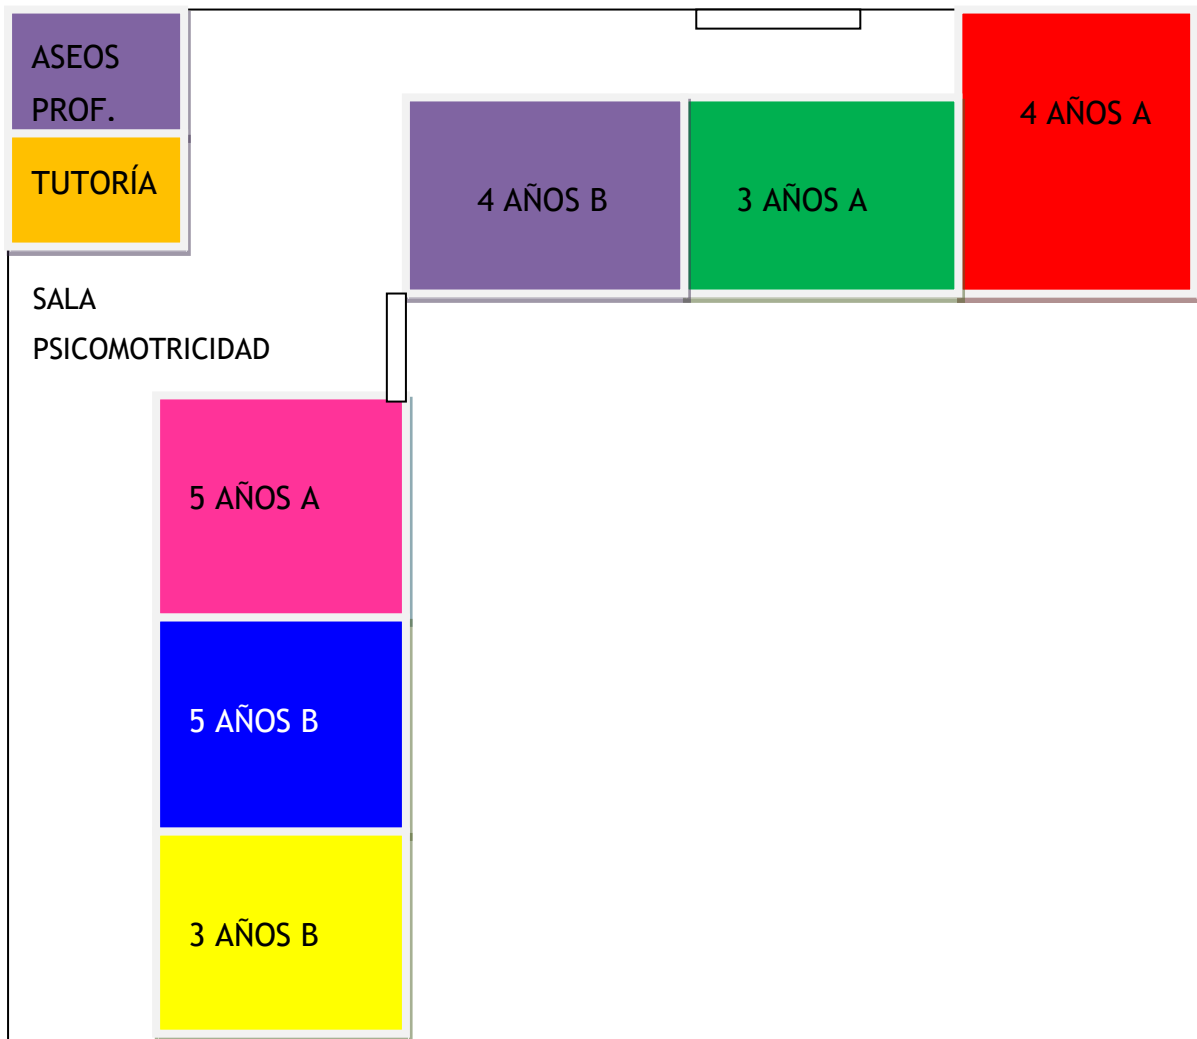 ASEOS
PROF.
TUTORÍA
4 AÑOS A
4 AÑOS B
3 AÑOS A
SALA
PSICOMOTRICIDAD
5 AÑOS A
5 AÑOS B
3 AÑOS B